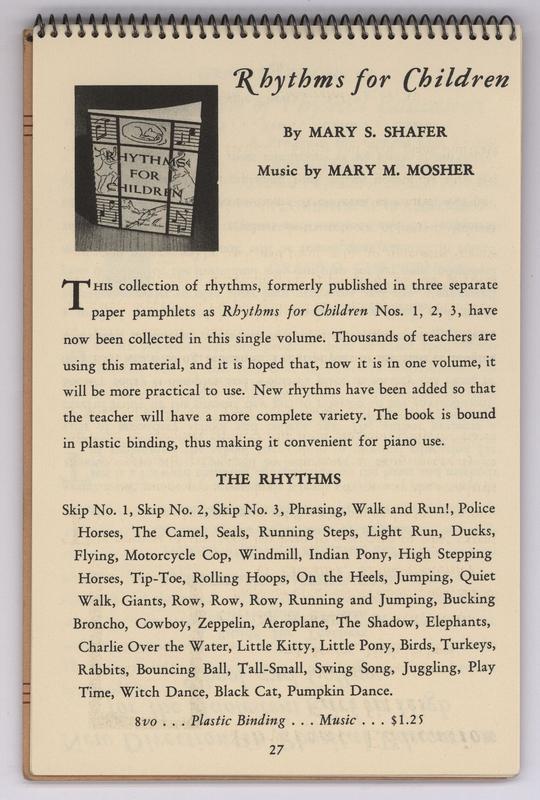 Rhythms for Children
By MARY S. SHAFER
Music by MARY M. MOSHER
RHYTHMS
FOR
CHILDREN
THIS collection of rhythms, formerly published in three separate
paper pamphlets as Rhythms for Children Nos. 1, 2, 3, have
now been collected in this single volume. Thousands of teachers are
using this material, and it is hoped that, now it is in one volume, it
will be more practical to use. New rhythms have been added so that
the teacher will have a more complete variety. The book is bound
in plastic binding, thus making it convenient for piano use.
THE RHYTHMS
Skip No. 1, Skip No. 2, Skip No. 3, Phrasing, Walk and Run!, Police
Horses, The Camel, Seals, Running Steps, Light Run, Ducks,
Flying, Motorcycle Cop, Windmill, Indian Pony, High Stepping
Horses, Tip-Toe, Rolling Hoops, On the Heels, Jumping, Quiet
Walk, Giants, Row, Row, Row, Running and Jumping, Bucking
Broncho, Cowboy, Zeppelin, Aeroplane, The Shadow, Elephants,
Charlie Over the Water, Little Kitty, Little Pony, Birds, Turkeys,
Rabbits, Bouncing Ball, Tall-Small, Swing Song, Juggling, Play
Time, Witch Dance, Black Cat, Pumpkin Dance.
8vo . . . Plastic Binding . . . Music . . . $1.25
27